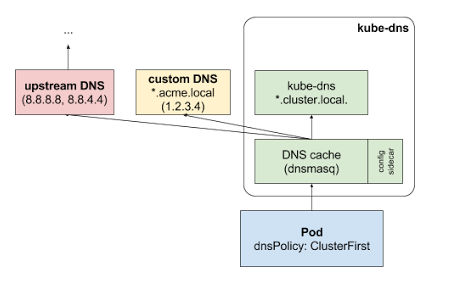 kube-dns
...
upstream DNS
(8.8.8.8, 8.8.4.4)
custom DNS
*.acme.local
(1.2.3.4)
kube-dns
*.cluster.local.
DNS cache
(dnsmasq)
config
sidecar
Pod
dnsPolicy: ClusterFirst